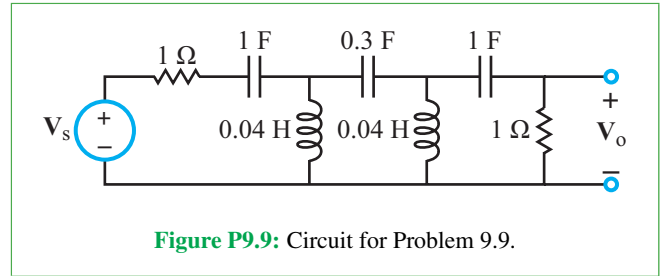 1 Ω 1 F 0.3 F 1 F
+
V_s + 0.04 H 0.04 H 1 Ω V_o
−
−
Figure P9.9: Circuit for Problem 9.9.